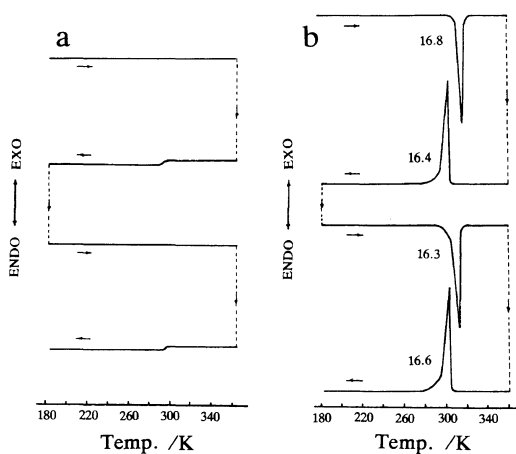 a
b
16.8
16.4
16.3
16.6
ENDO ⟷ EXO
ENDO ⟷ EXO
180 220 260 300 340
180 220 260 300 340
Temp. /K
Temp. /K